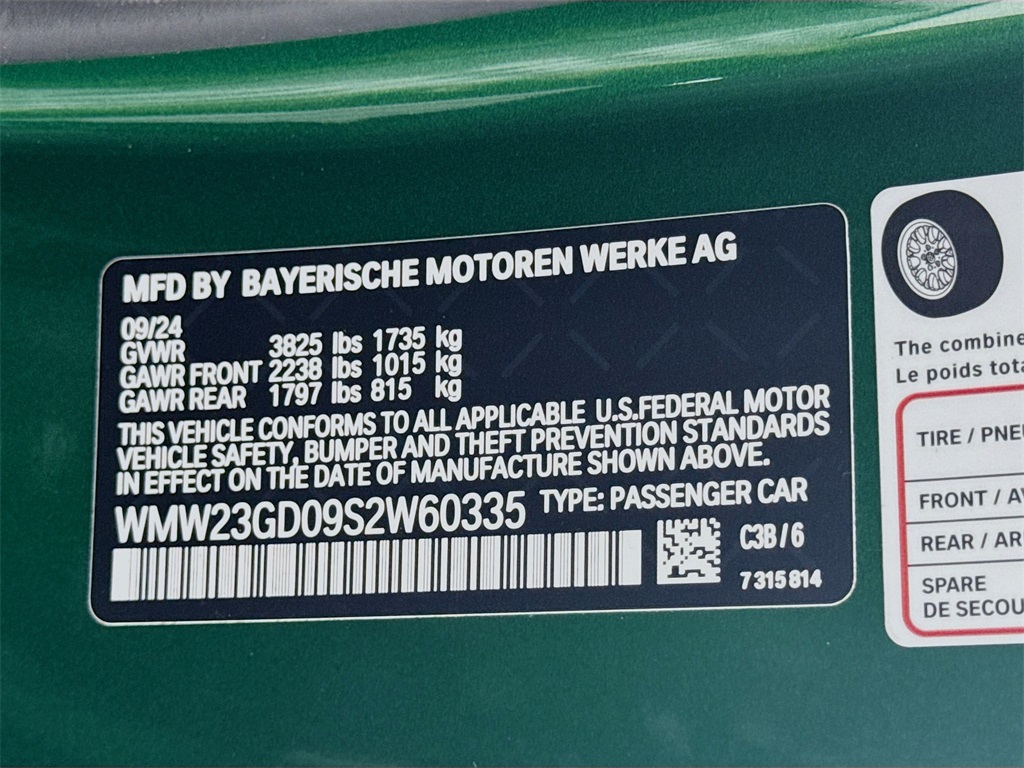 MFD BY BAYERISCHE MOTOREN WERKE AG
09/24
GVWR 3825 lbs 1735 kg
GAWR FRONT 2238 lbs 1015 kg
GAWR REAR 1797 lbs 815 kg
THIS VEHICLE CONFORMS TO ALL APPLICABLE U.S.FEDERAL MOTOR
VEHICLE SAFETY, BUMPER AND THEFT PREVENTION STANDARDS
IN EFFECT ON THE DATE OF MANUFACTURE SHOWN ABOVE.
WMW23GD09S2W60335 TYPE: PASSENGER CAR
C3B/6
7315814
The combine
Le poids tota
TIRE / PNE
FRONT / AV
REAR / AR
SPARE
DE SECOU